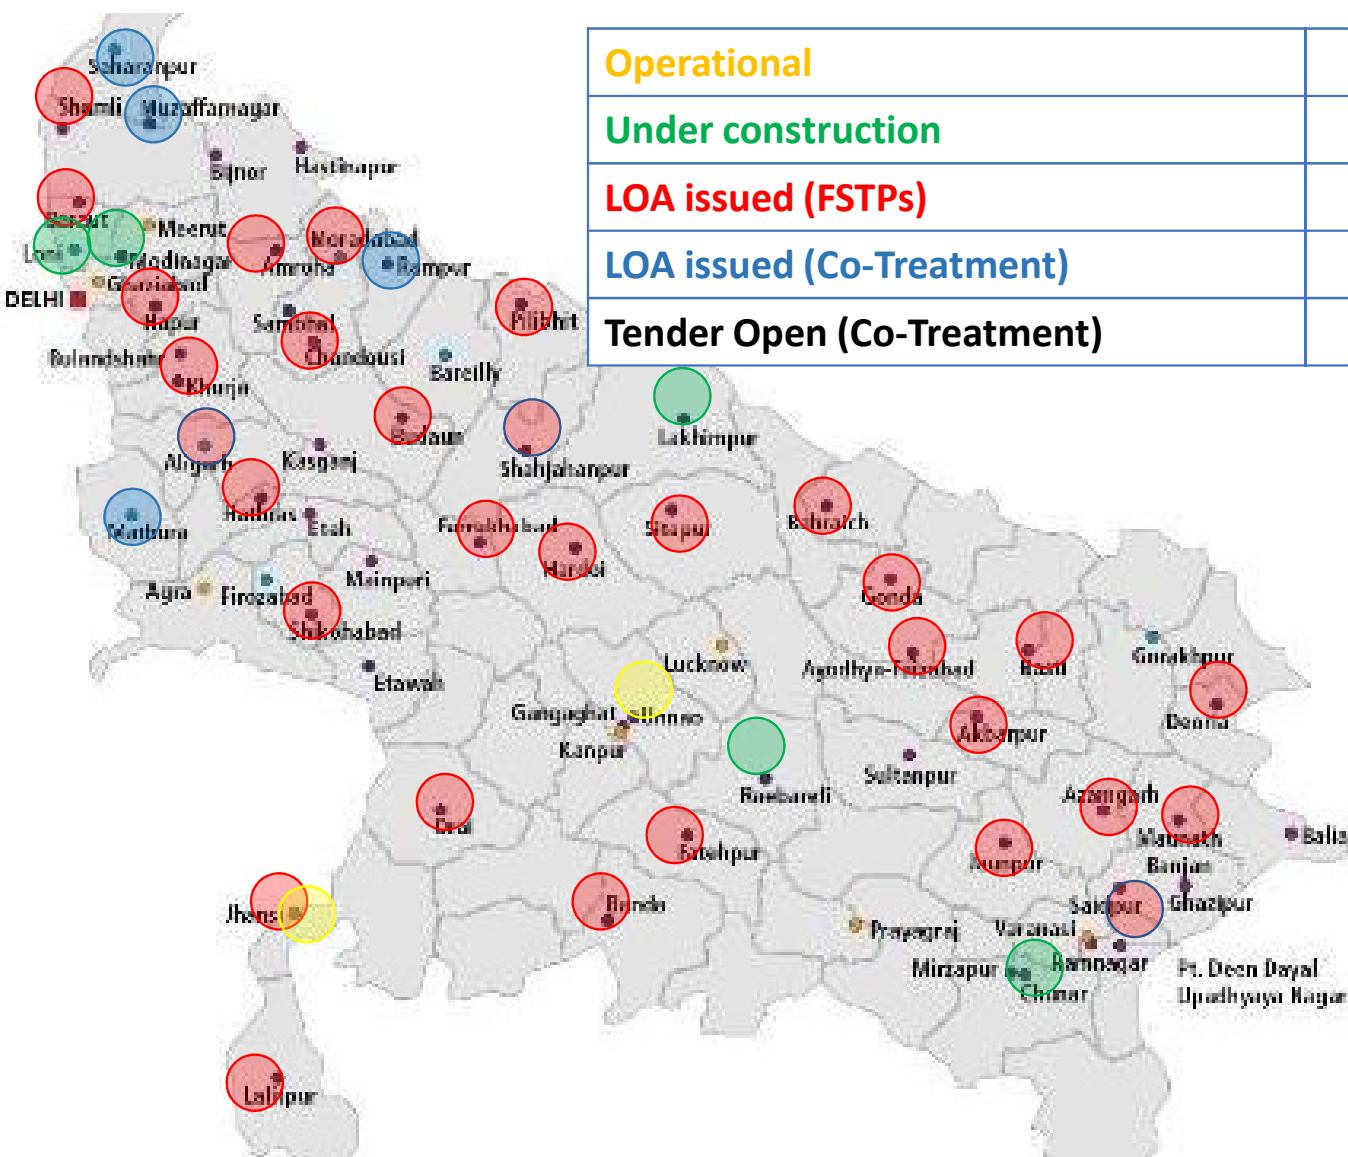 Operational
Under construction
LOA issued (FSTPs)
LOA issued (Co-Treatment)
Tender Open (Co-Treatment)
Saharanpur
Shamli
Muzaffarnagar
Bijnor
Hastinapur
Meerut
Loni
Modinagar
Amroha
Moradabad
Rampur
Ghaziabad
DELHI
Hapur
Sambhal
Pilibhit
Bulandshahr
Chandausi
Bareilly
Khurja
Badaun
Lakhimpur
Aligarh
Kasganj
Shahjahanpur
Hathras
Etah
Mathura
Farrukhabad
Sitapur
Bahraich
Hardoi
Mainpuri
Agra
Firozabad
Gonda
Shikohabad
Lucknow
Ayodhya-Faizabad
Basti
Gorakhpur
Etawah
Gangaghat
Unnao
Deoria
Kanpur
Akbarpur
Sultanpur
Raebareli
Azamgarh
Orai
Maunath
Banjan
Balia
Fatehpur
Junpur
Jhansi
Banda
Saidpur
Ghazipur
Prayagraj
Varanasi
Mirzapur
Ramnagar
Chunar
Pt. Deen Dayal
Upadhyaya Nagar
Lalitpur